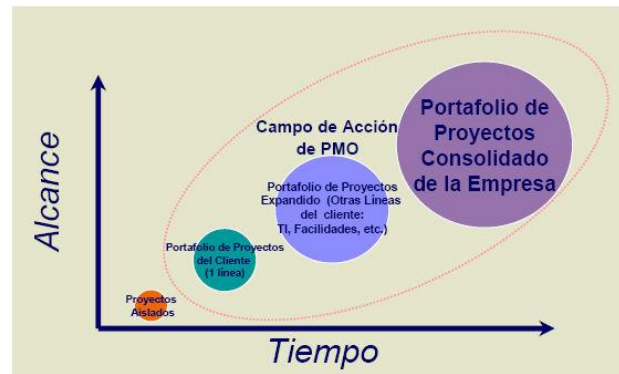 Alcance
Campo de Acción
de PMO
Portafolio de
Proyectos
Consolidado
de la Empresa
Portafolio de Proyectos
Expandido (Otras Líneas
del cliente:
TI, Facilidades, etc.)
Portafolio de Proyectos
del Cliente
(1 línea)
Proyectos
Aislados
Tiempo